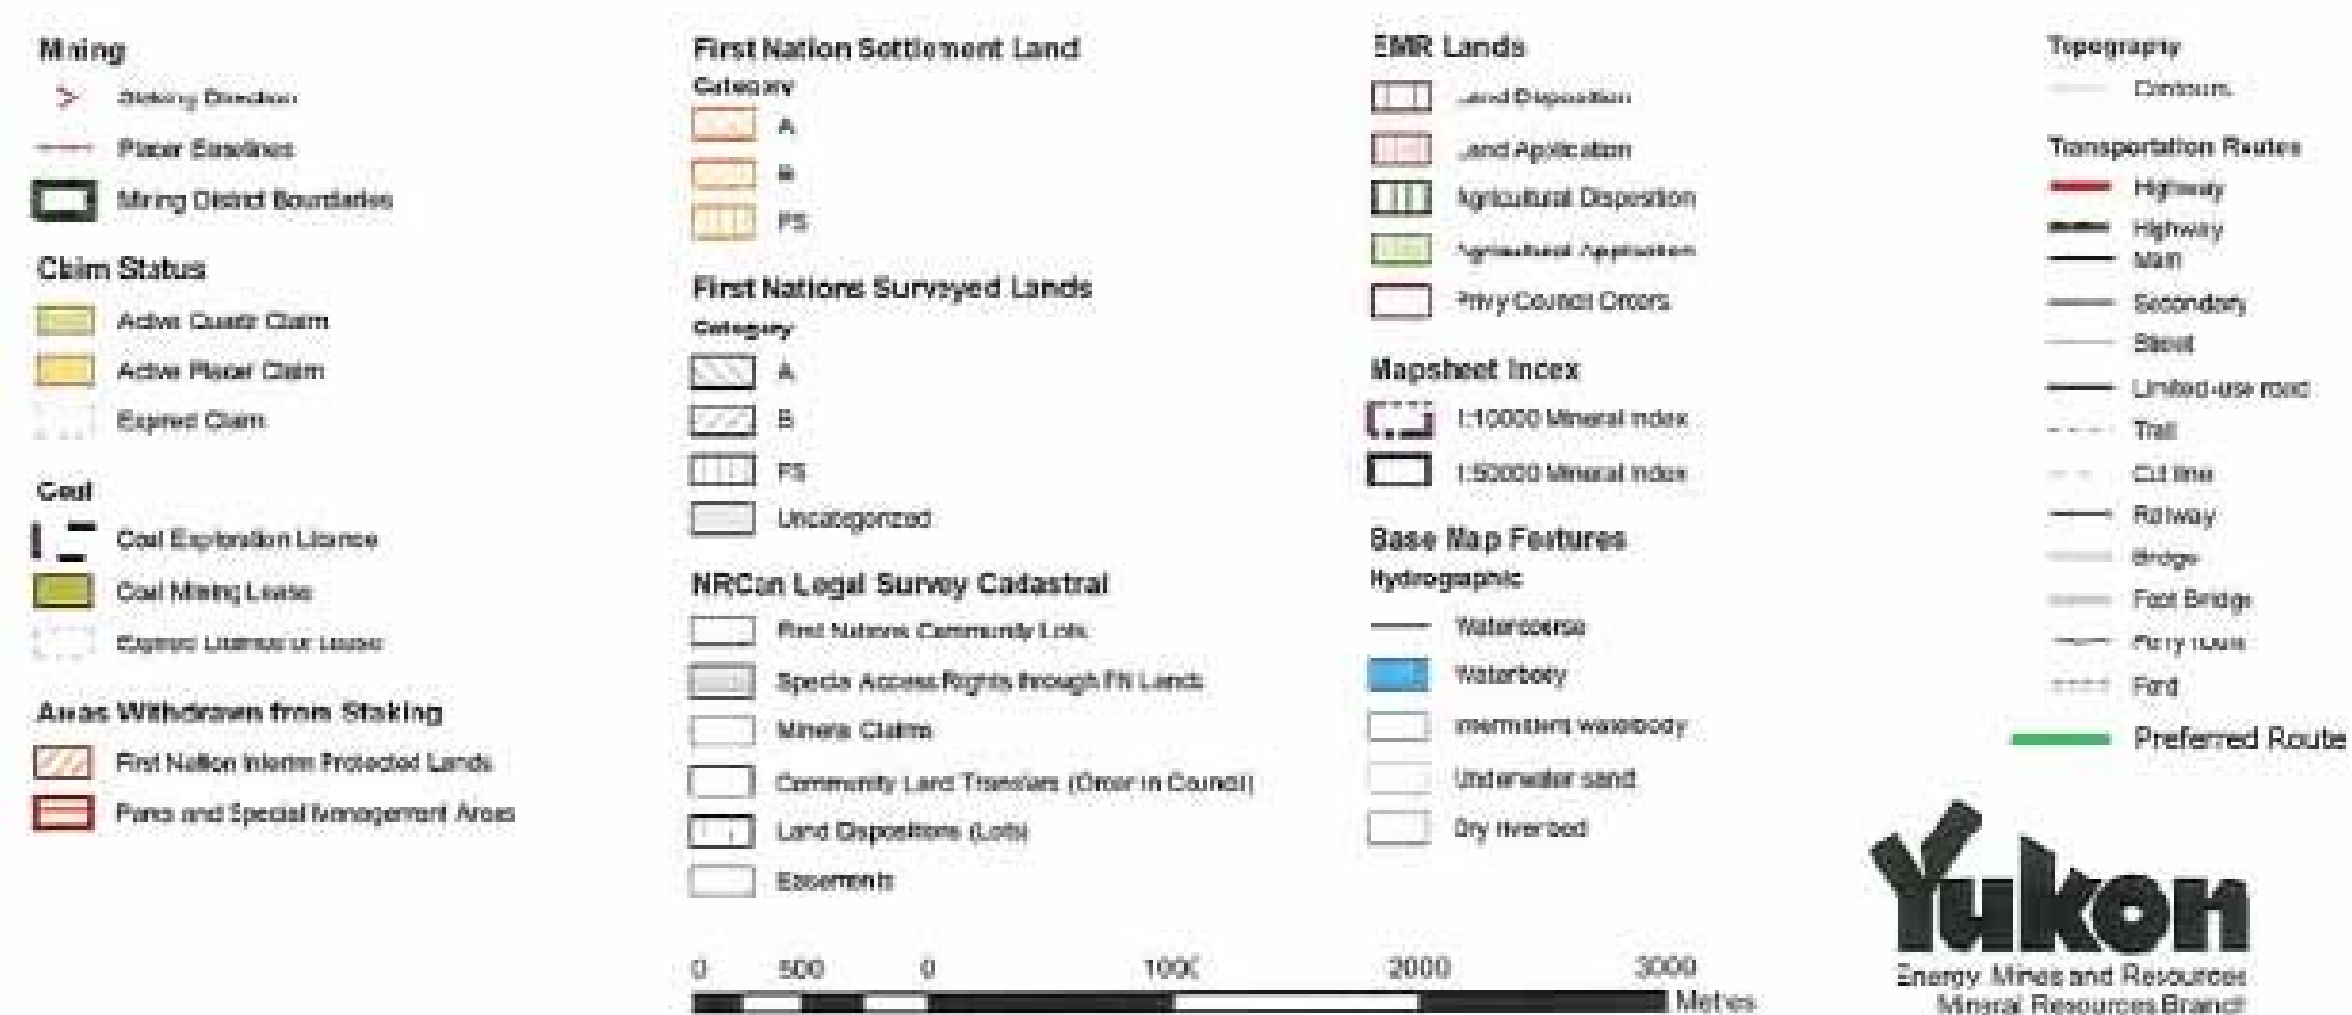 Mining
Staking Direction
Placer Baselines
Mining District Boundaries
Claim Status
Active Quartz Claim
Active Placer Claim
Expired Claim
Coal
Coal Exploration Licence
Coal Mining Lease
Expired Licence or Lease
Areas Withdrawn from Staking
First Nation Interim Protected Lands
Parks and Special Management Areas
First Nation Settlement Land
Category
A
B
FS
First Nations Surveyed Lands
Category
A
B
FS
Uncategorized
NRCan Legal Survey Cadastral
First Nations Community Lots
Special Access Rights through FN Lands
Mineral Claims
Community Land Transfers (Order in Council)
Land Dispositions (Lots)
Easements
EMR Lands
Land Disposition
Land Application
Agricultural Disposition
Agricultural Application
Privy Council Orders
Mapsheet Index
1:10000 Mineral Index
1:50000 Mineral Index
Base Map Features
Hydrographic
Watercourse
Waterbody
Intermittent waterbody
Underwater sand
Dry riverbed
Topography
Contours
Transportation Routes
Highway
Highway
Main
Secondary
Street
Limited-use road
Trail
Cut line
Railway
Bridge
Foot Bridge
Ferry route
Ford
Preferred Route
0 500 0 1000 2000 3000
Metres
Yukon
Energy, Mines and Resources
Mineral Resources Branch